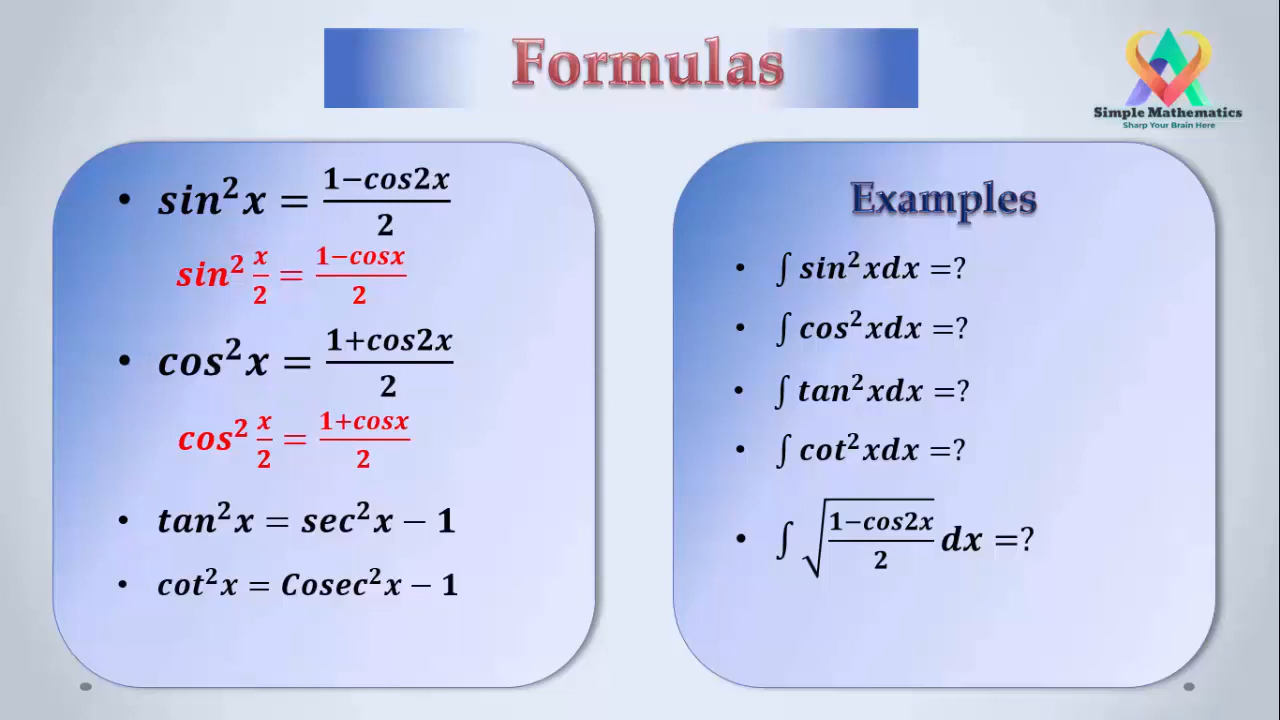 Formulas
Simple Mathematics
Sharp Your Brain Here
• sin²x = (1−cos2x)/2
sin² x/2 = (1−cosx)/2
• cos²x = (1+cos2x)/2
cos² x/2 = (1+cosx)/2
• tan²x = sec²x − 1
• cot²x = Cosec²x − 1
Examples
• ∫ sin²xdx =?
• ∫ cos²xdx =?
• ∫ tan²xdx =?
• ∫ cot²xdx =?
• ∫ √((1−cos2x)/2) dx =?